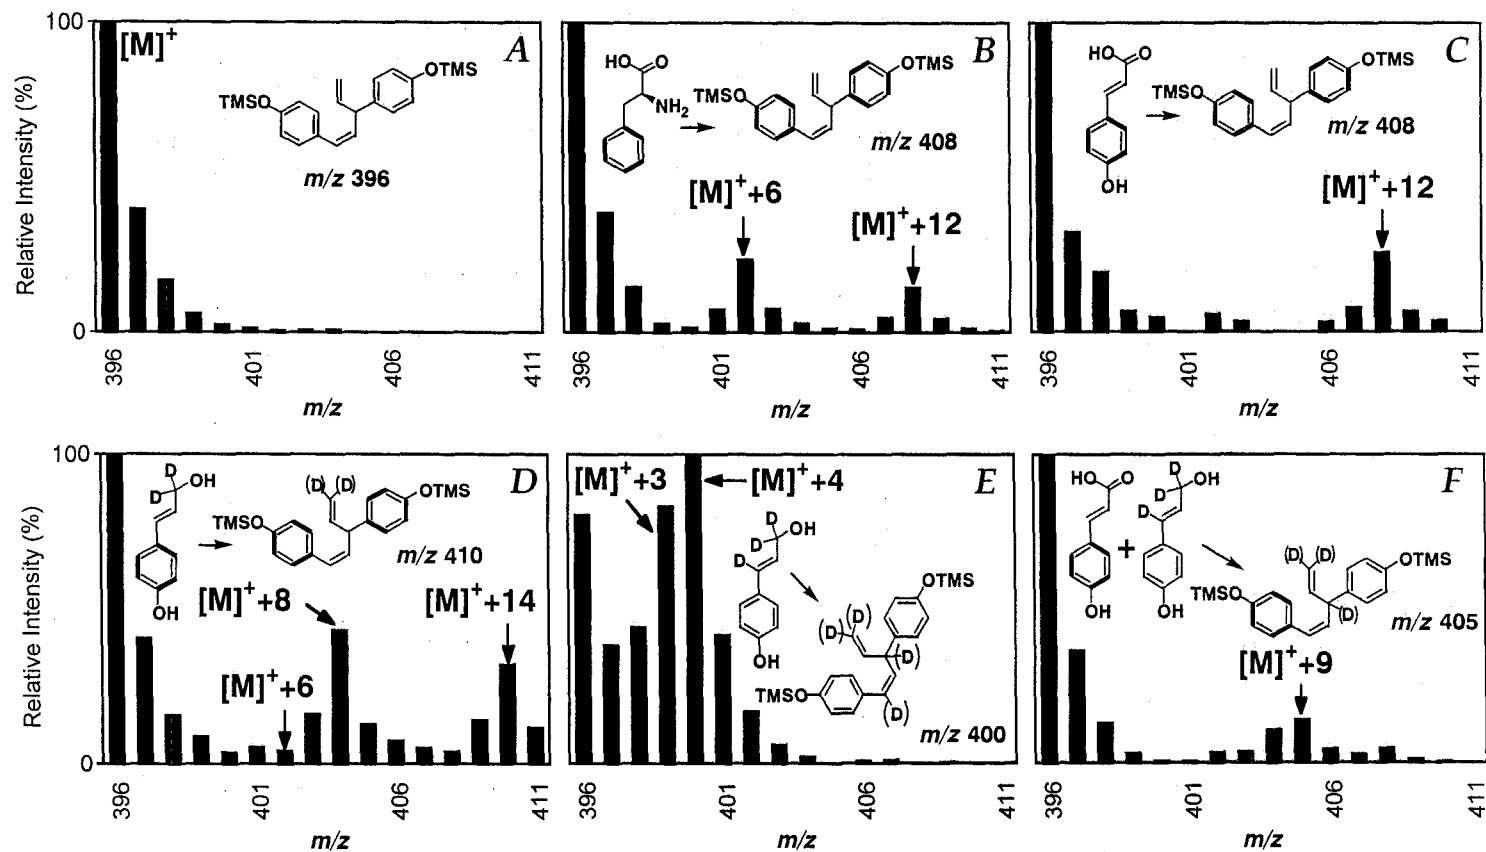 100
0
Relative Intensity (%)
[M]+
A
OTMS
TMSO
m/z 396
396
401
406
411
m/z
B
HO
O
NH2
OTMS
TMSO
m/z 408
[M]++6
[M]++12
396
401
406
411
m/z
C
HO
O
OH
OTMS
TMSO
m/z 408
[M]++12
396
401
406
411
m/z
100
0
Relative Intensity (%)
D
D
D
OH
OH
(D)
(D)
OTMS
TMSO
m/z 410
[M]++8
[M]++6
[M]++14
396
401
406
411
m/z
E
[M]++3
[M]++4
D
D
OH
D
OH
OTMS
(D)
(D)
(D)
TMSO
(D)
m/z 400
396
401
406
411
m/z
F
HO
O
OH
+
D
D
OH
D
OH
(D)
(D)
OTMS
TMSO
(D)
m/z 405
[M]++9
396
401
406
411
m/z